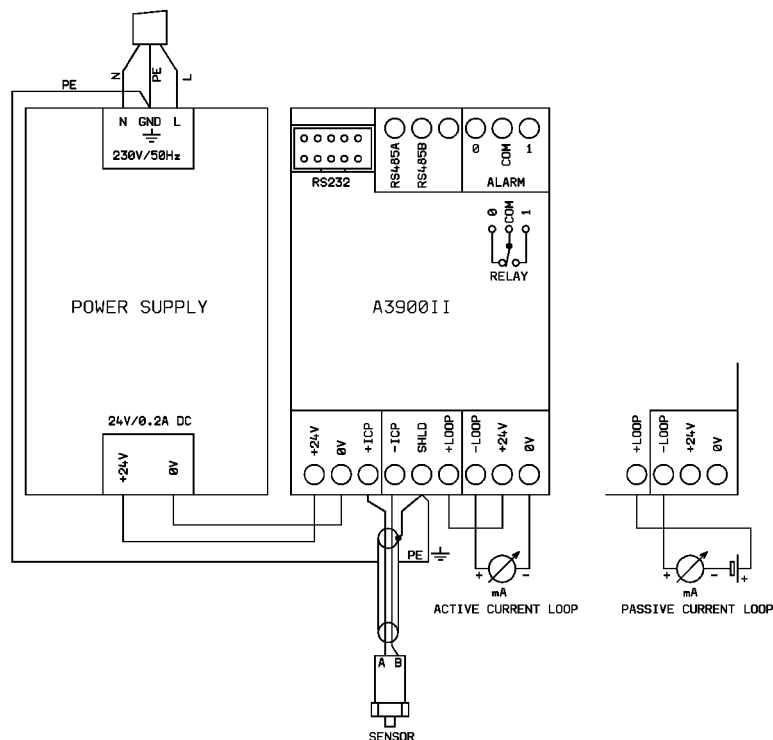 N PE L
PE
N GND L
230V/50Hz
POWER SUPPLY
24V/0.2A DC
+24V 0V
RS232
RS485A RS485B
0 COM 1
ALARM
0 COM 1
RELAY
A3900II
+24V 0V +ICP -ICP SHLD +LOOP -LOOP +24V 0V
PE
+ -
mA
ACTIVE CURRENT LOOP
A B
SENSOR
+LOOP -LOOP +24V 0V
+ - +
mA
PASSIVE CURRENT LOOP